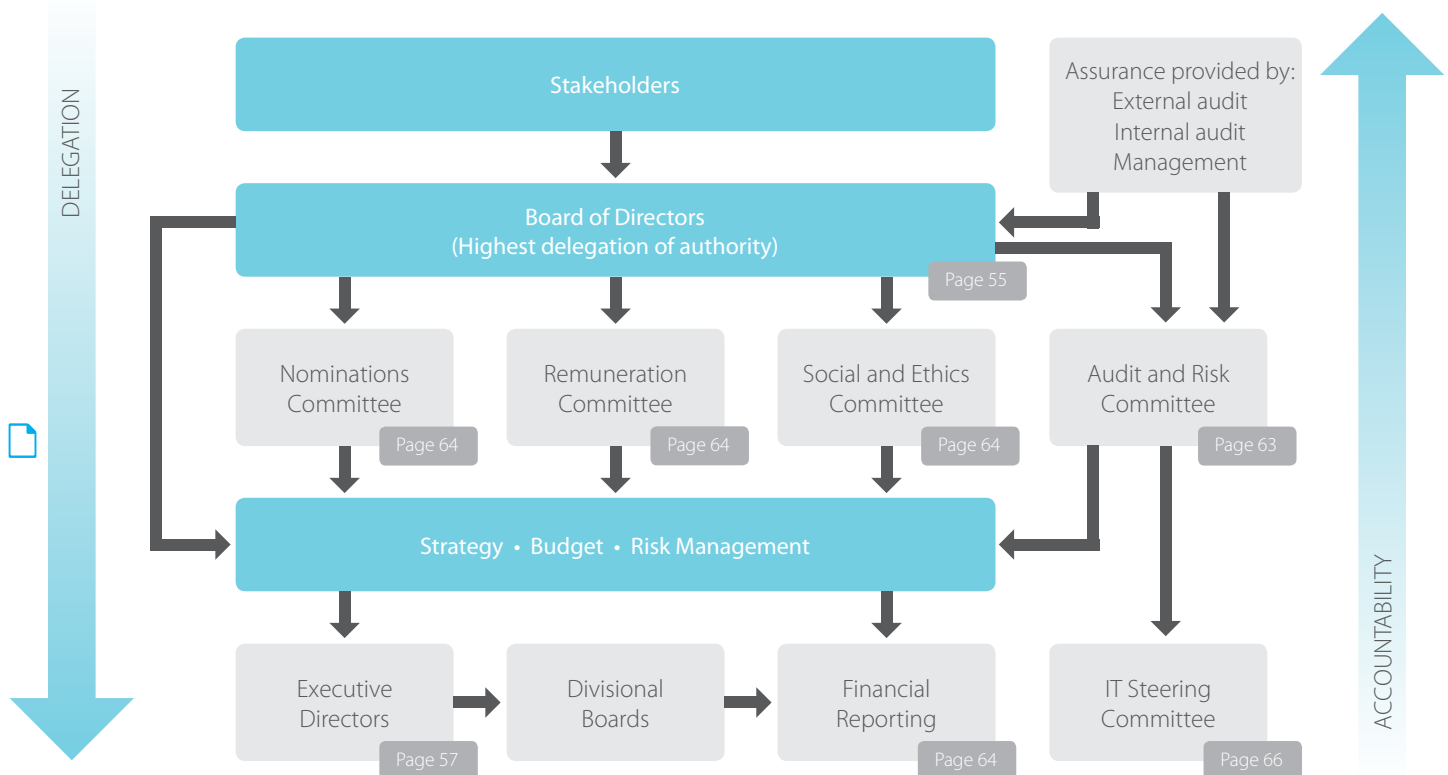 DELEGATION
Stakeholders
Assurance provided by:
External audit
Internal audit
Management
Board of Directors
(Highest delegation of authority)
Page 55
Nominations
Committee
Page 64
Remuneration
Committee
Page 64
Social and Ethics
Committee
Page 64
Audit and Risk
Committee
Page 63
Strategy • Budget • Risk Management
Executive
Directors
Page 57
Divisional
Boards
Financial
Reporting
Page 64
IT Steering
Committee
Page 66
ACCOUNTABILITY